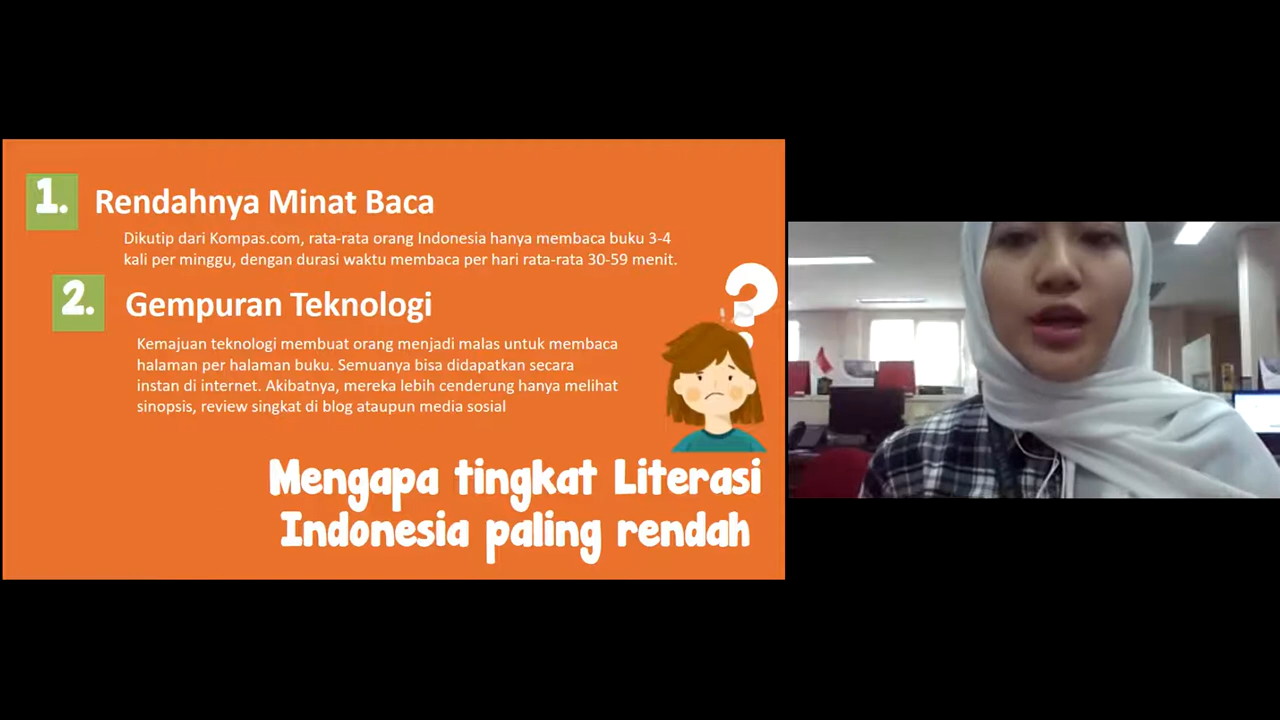 1. Rendahnya Minat Baca
Dikutip dari Kompas.com, rata-rata orang Indonesia hanya membaca buku 3-4
kali per minggu, dengan durasi waktu membaca per hari rata-rata 30-59 menit.
2. Gempuran Teknologi
Kemajuan teknologi membuat orang menjadi malas untuk membaca
halaman per halaman buku. Semuanya bisa didapatkan secara
instan di internet. Akibatnya, mereka lebih cenderung hanya melihat
sinopsis, review singkat di blog ataupun media sosial
?
Mengapa tingkat Literasi
Indonesia paling rendah